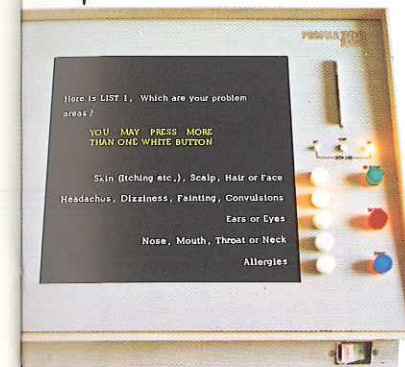 Here is LIST 1, Which are your problem
areas?
YOU MAY PRESS MORE
THAN ONE WHITE BUTTON
Skin (Itching etc.), Scalp, Hair or Face
Headaches, Dizziness, Fainting, Convulsions
Ears or Eyes
Nose, Mouth, Throat or Neck
Allergies